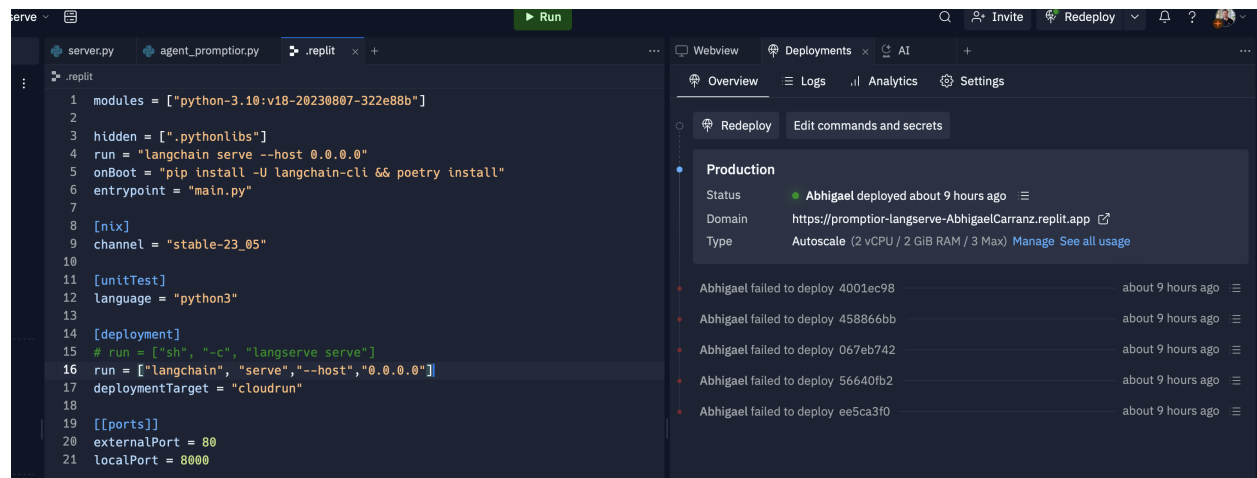 serve
Run
Invite
Redeploy
?
server.py
agent_promptior.py
.replit
×
+
...
.replit
1 modules = ["python-3.10:v18-20230807-322e88b"]
2
3 hidden = [".pythonlibs"]
4 run = "langchain serve --host 0.0.0.0"
5 onBoot = "pip install -U langchain-cli && poetry install"
6 entrypoint = "main.py"
7
8 [nix]
9 channel = "stable-23_05"
10
11 [unitTest]
12 language = "python3"
13
14 [deployment]
15 # run = ["sh", "-c", "langserve serve"]
16 run = ["langchain", "serve","--host","0.0.0.0"]
17 deploymentTarget = "cloudrun"
18
19 [[ports]]
20 externalPort = 80
21 localPort = 8000
Webview
Deployments
×
AI
+
...
Overview
Logs
Analytics
Settings
Redeploy
Edit commands and secrets
Production
Status Abhigael deployed about 9 hours ago
Domain https://promptior-langserve-AbhigaelCarranz.replit.app
Type Autoscale (2 vCPU / 2 GiB RAM / 3 Max) Manage See all usage
Abhigael failed to deploy 4001ec98 about 9 hours ago
Abhigael failed to deploy 458866bb about 9 hours ago
Abhigael failed to deploy 067eb742 about 9 hours ago
Abhigael failed to deploy 56640fb2 about 9 hours ago
Abhigael failed to deploy ee5ca3f0 about 9 hours ago